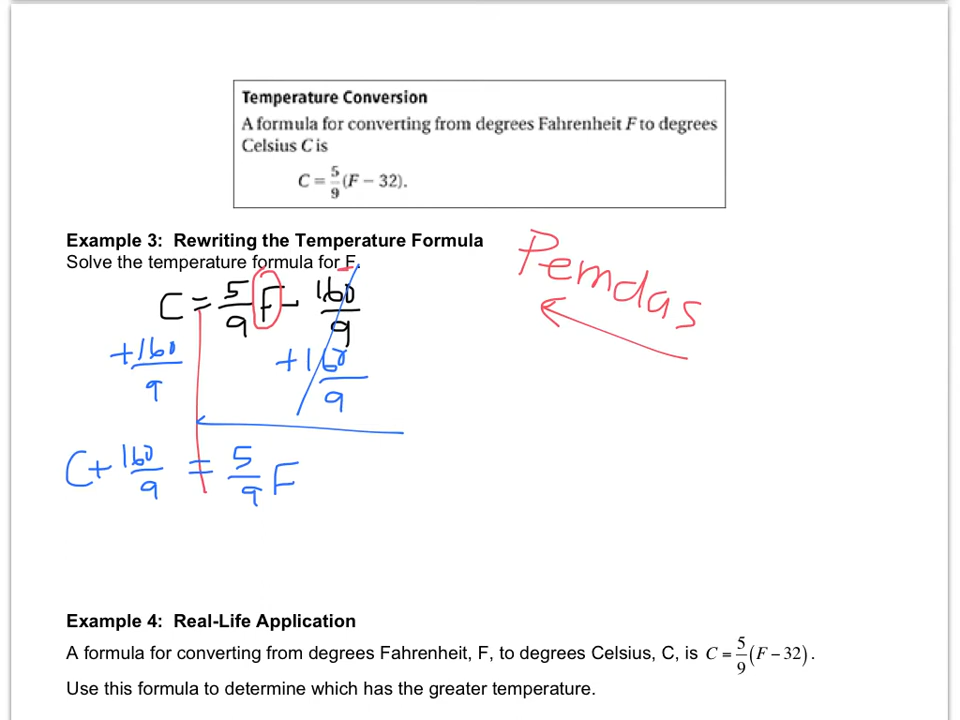 Temperature Conversion
A formula for converting from degrees Fahrenheit F to degrees
Celsius C is
C = 5/9 (F − 32).
Example 3: Rewriting the Temperature Formula
Solve the temperature formula for F.
Pemdas
C = 5/9 F - 160/9
+160/9 +160/9
C + 160/9 = 5/9 F
Example 4: Real-Life Application
A formula for converting from degrees Fahrenheit, F, to degrees Celsius, C, is C = 5/9 (F − 32).
Use this formula to determine which has the greater temperature.